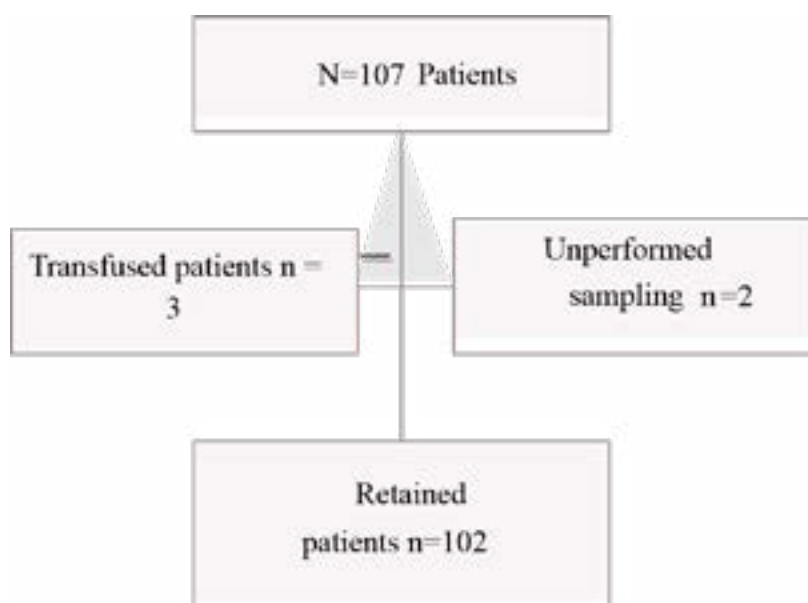 N=107 Patients
Transfused patients n =
3
Unperformed
sampling n=2
Retained
patients n=102